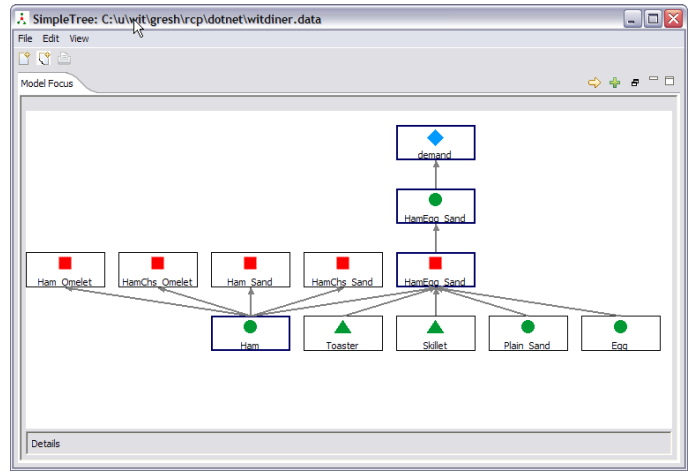 SimpleTree: C:\u\wit\gresh\rcp\dotnet\witdiner.data
File Edit View
Model Focus
demand
HamEgg_Sand
Ham_Omelet HamChs_Omelet Ham_Sand HamChs_Sand HamEgg_Sand
Ham Toaster Skillet Plain_Sand Egg
Details